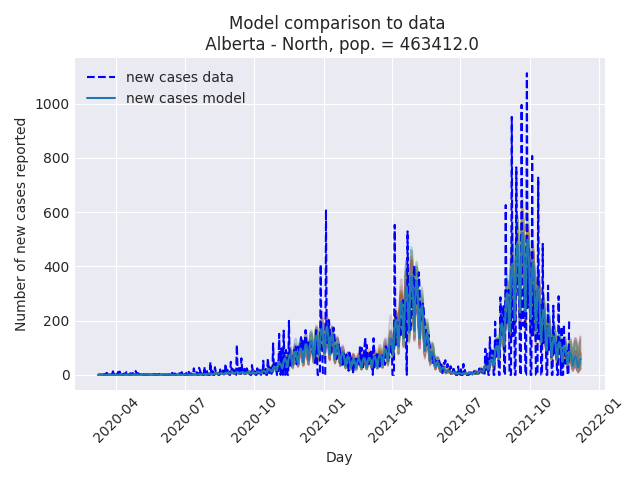 Model comparison to data
Alberta - North, pop. = 463412.0
new cases data
new cases model
Number of new cases reported
1000
800
600
400
200
0
2020-04
2020-07
2020-10
2021-01
2021-04
2021-07
2021-10
2022-01
Day